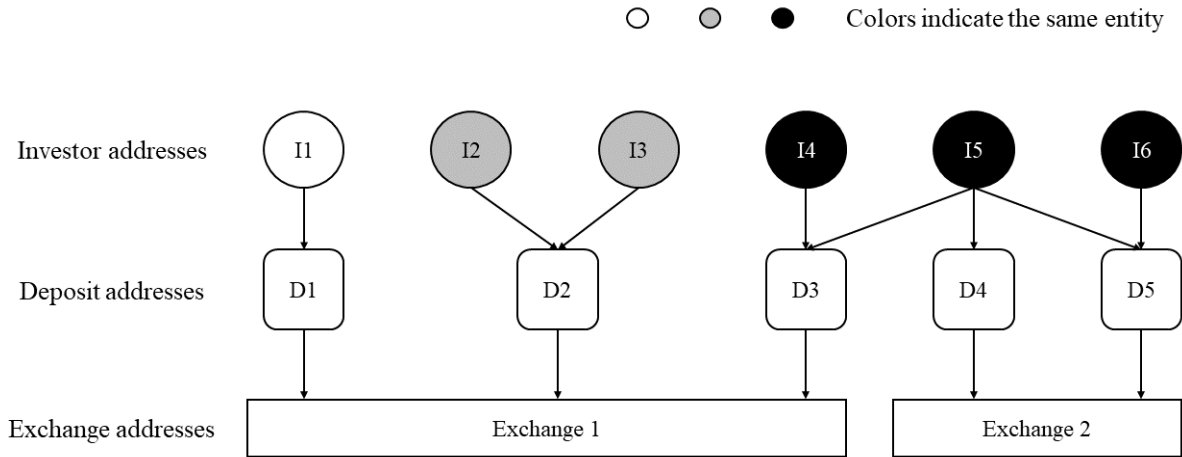 Colors indicate the same entity
Investor addresses I1 I2 I3 I4 I5 I6
Deposit addresses D1 D2 D3 D4 D5
Exchange addresses Exchange 1 Exchange 2